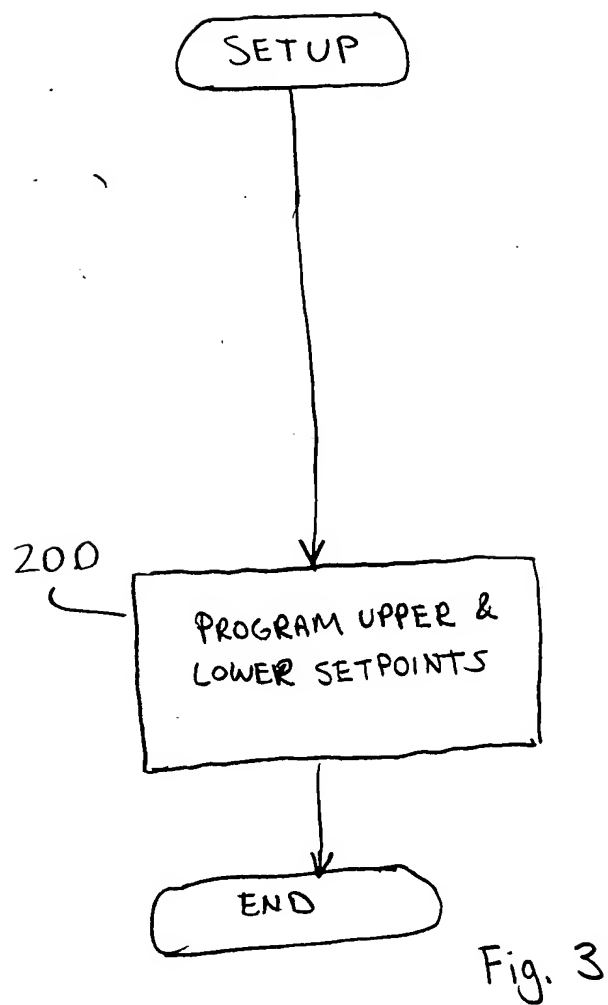 SETUP
200
PROGRAM UPPER &
LOWER SETPOINTS
END
Fig. 3